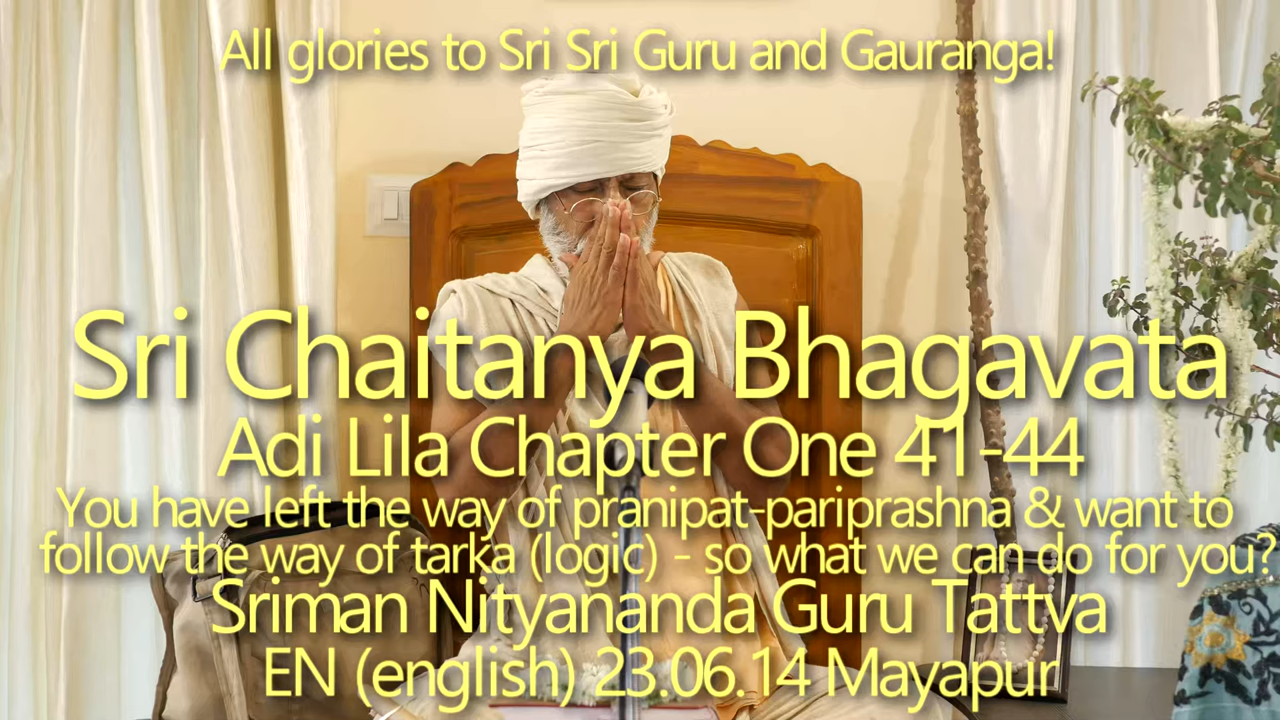 All glories to Sri Sri Guru and Gauranga!
Sri Chaitanya Bhagavata
Adi Lila Chapter One 41-44
You have left the way of pranipat-pariprashna & want to
follow the way of tarka (logic) - so what we can do for you?
Sriman Nityananda Guru Tattva
EN (english) 23.06.14 Mayapur